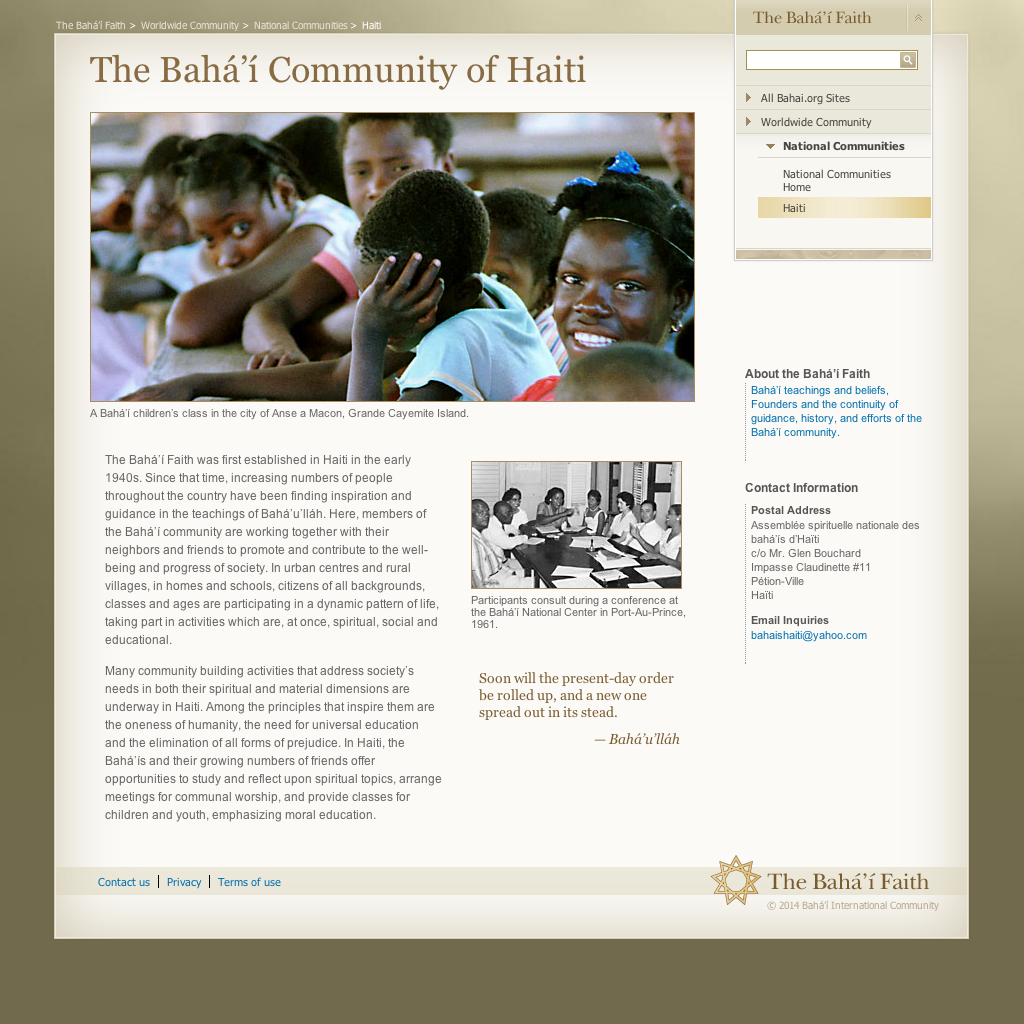 The Bahá’í Faith > Worldwide Community > National Communities > Haiti
The Bahá’í Faith
The Bahá’í Community of Haiti
All Bahai.org Sites
Worldwide Community
National Communities
National Communities
Home
Haiti
A Bahá’í children’s class in the city of Anse a Macon, Grande Cayemite Island.
The Bahá’í Faith was first established in Haiti in the early
1940s. Since that time, increasing numbers of people
throughout the country have been finding inspiration and
guidance in the teachings of Bahá’u’lláh. Here, members of
the Bahá’í community are working together with their
neighbors and friends to promote and contribute to the well-
being and progress of society. In urban centres and rural
villages, in homes and schools, citizens of all backgrounds,
classes and ages are participating in a dynamic pattern of life,
taking part in activities which are, at once, spiritual, social and
educational.
Many community building activities that address society’s
needs in both their spiritual and material dimensions are
underway in Haiti. Among the principles that inspire them are
the oneness of humanity, the need for universal education
and the elimination of all forms of prejudice. In Haiti, the
Bahá’ís and their growing numbers of friends offer
opportunities to study and reflect upon spiritual topics, arrange
meetings for communal worship, and provide classes for
children and youth, emphasizing moral education.
Participants consult during a conference at
the Bahá’í National Center in Port-Au-Prince,
1961.
Soon will the present-day order
be rolled up, and a new one
spread out in its stead.
— Bahá’u’lláh
About the Bahá’í Faith
Bahá’í teachings and beliefs,
Founders and the continuity of
guidance, history, and efforts of the
Bahá’í community.
Contact Information
Postal Address
Assemblée spirituelle nationale des
bahá’ís d’Haïti
c/o Mr. Glen Bouchard
Impasse Claudinette #11
Pétion-Ville
Haïti
Email Inquiries
bahaishaiti@yahoo.com
Contact us | Privacy | Terms of use
The Bahá’í Faith
© 2014 Bahá’í International Community